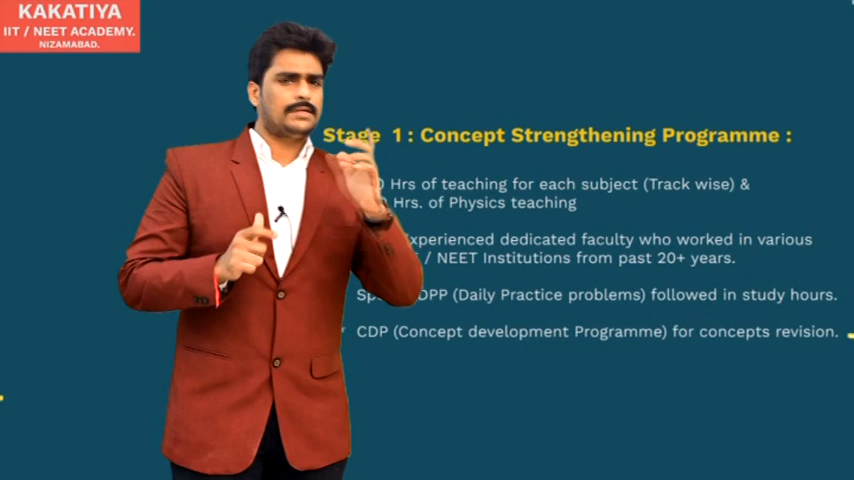 KAKATIYA
IIT / NEET ACADEMY.
NIZAMABAD.
Stage 1 : Concept Strengthening Programme :
Hrs of teaching for each subject (Track wise) &
Hrs. of Physics teaching
Experienced dedicated faculty who worked in various
/ NEET Institutions from past 20+ years.
DPP (Daily Practice problems) followed in study hours.
* CDP (Concept development Programme) for concepts revision.